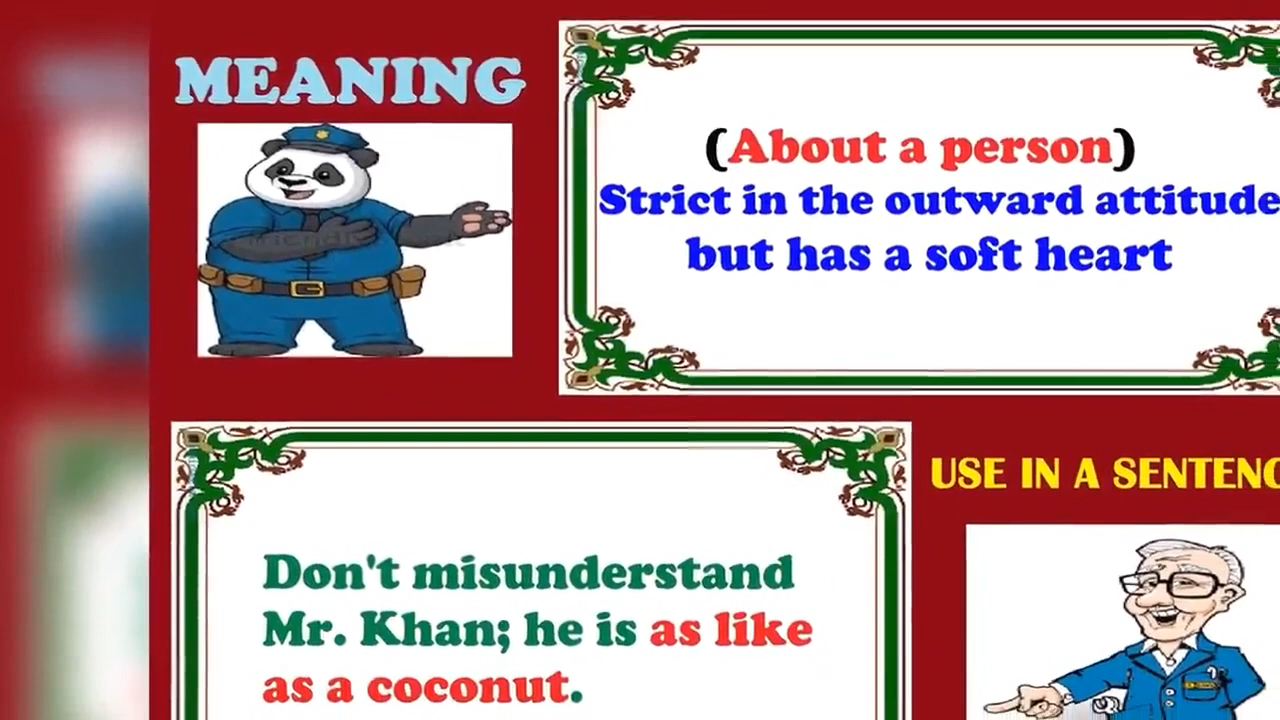 MEANING
(About a person)
Strict in the outward attitude
but has a soft heart
USE IN A SENTENC
Don't misunderstand
Mr. Khan; he is as like
as a coconut.